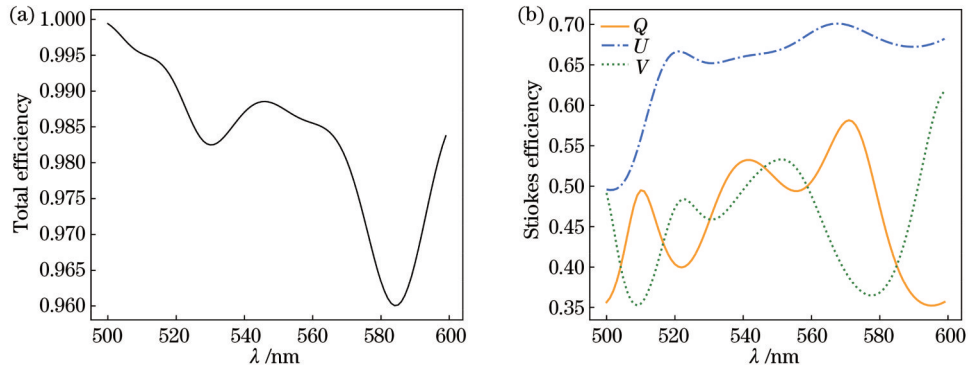 (a)
Total efficiency
1.000
0.995
0.990
0.985
0.980
0.975
0.970
0.965
0.960
500 520 540 560 580 600
λ /nm
(b)
Stiokes efficiency
0.70
0.65
0.60
0.55
0.50
0.45
0.40
0.35
Q
U
V
500 520 540 560 580 600
λ /nm